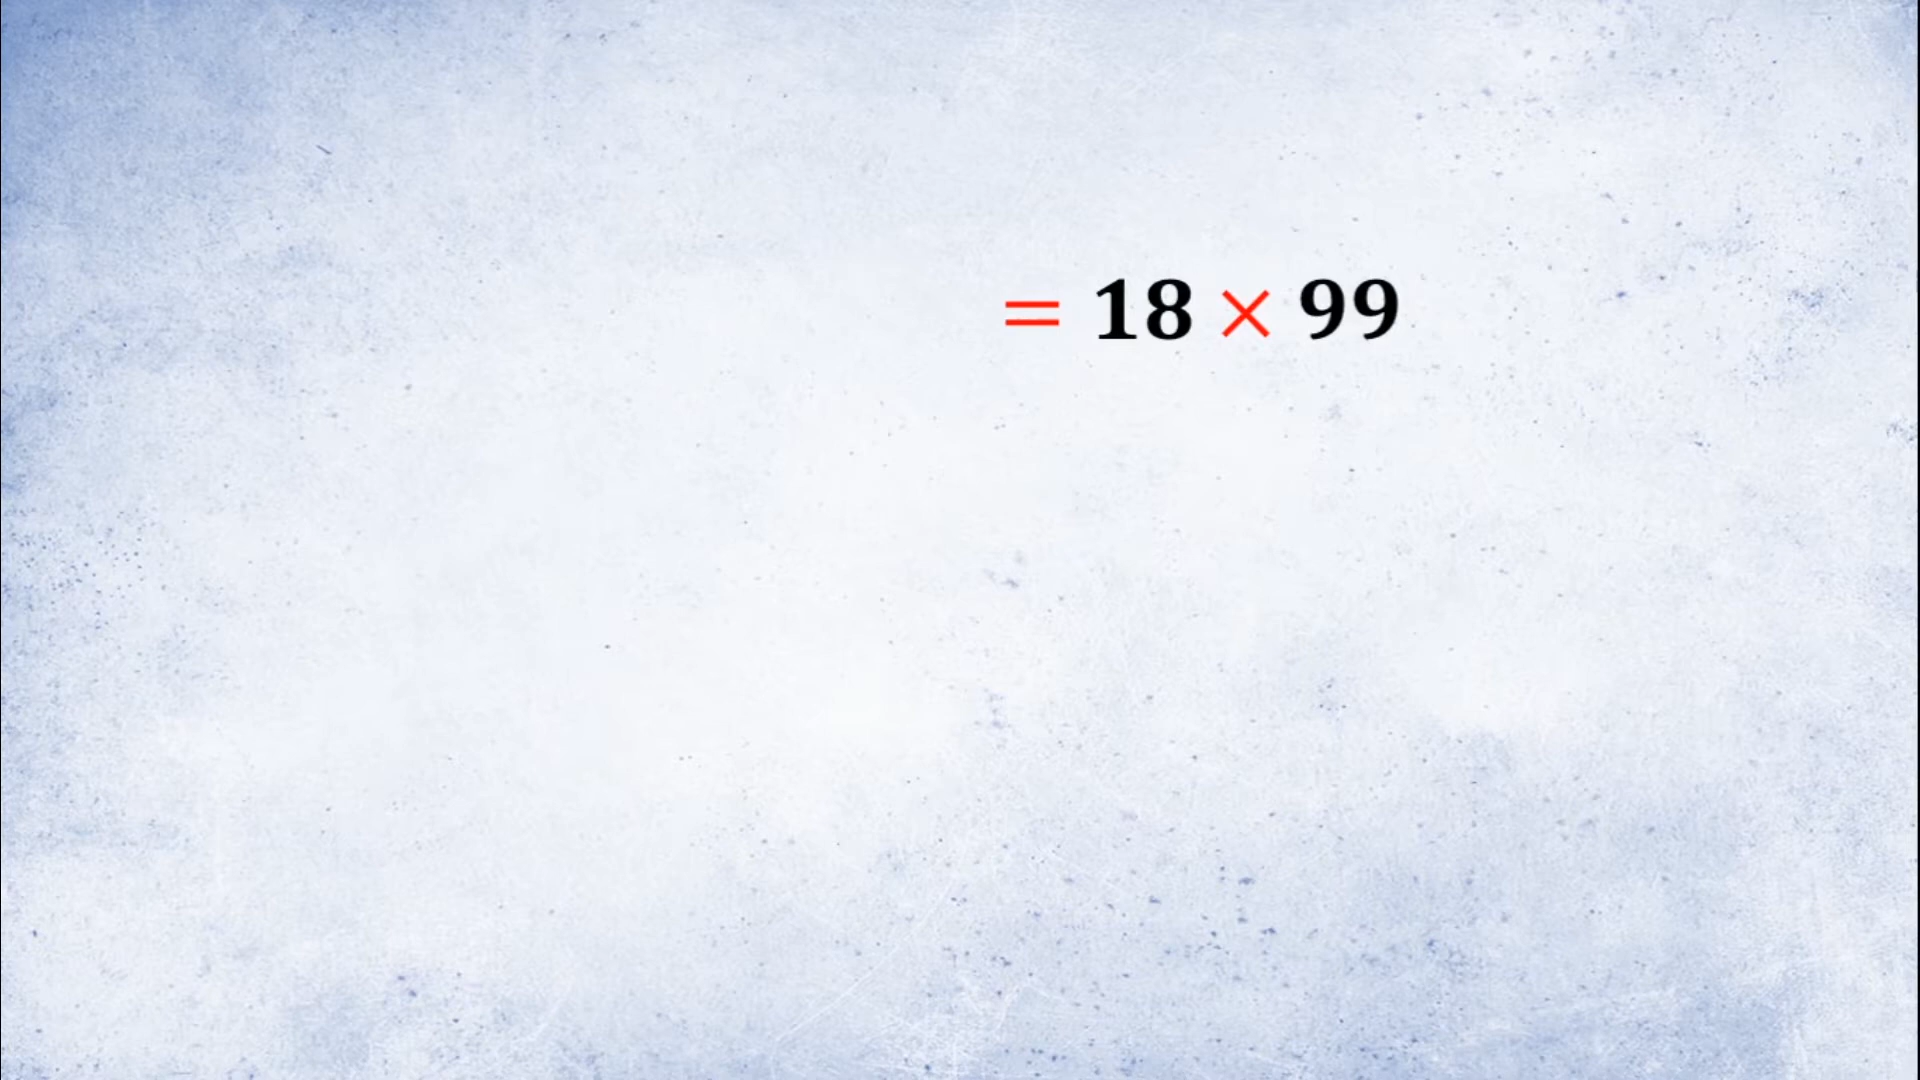 = 18 × 99